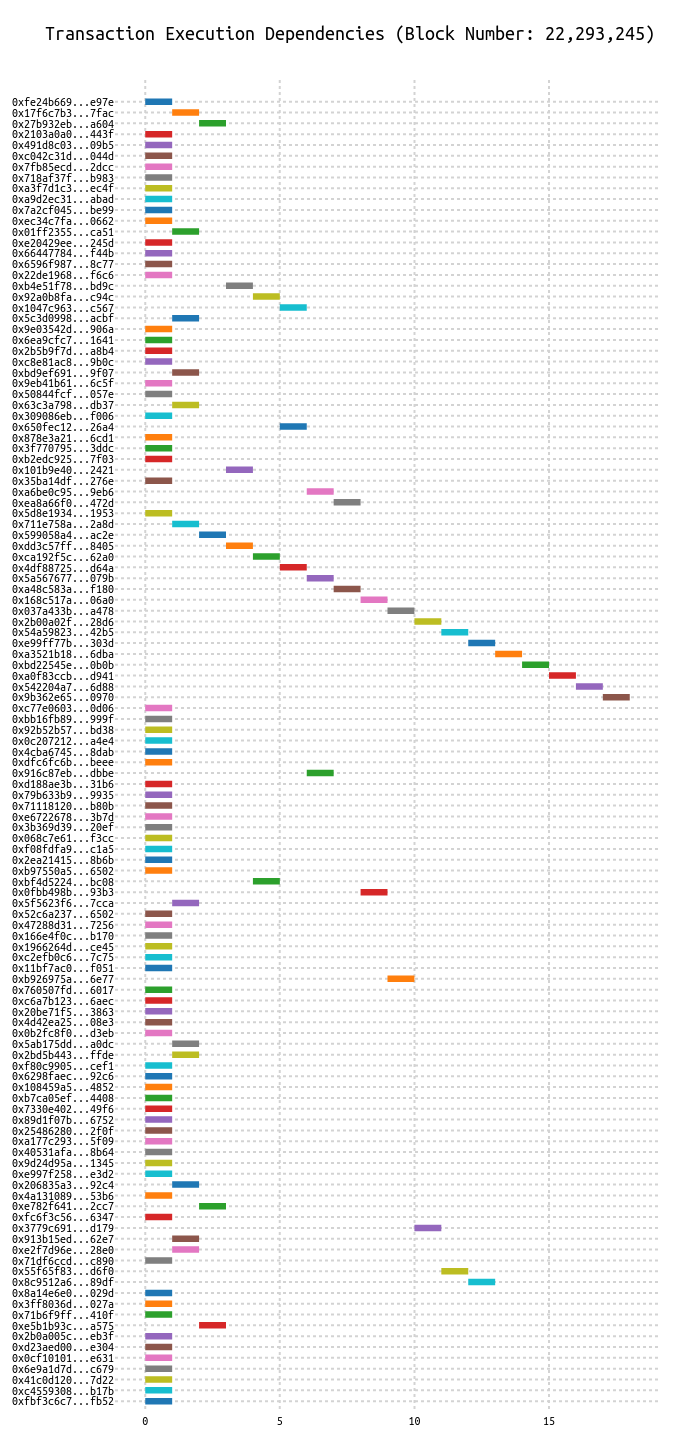 Transaction Execution Dependencies (Block Number: 22,293,245)
0xfe24b669...e97e
0x17f6c7b3...7fac
0x27b932eb...a604
0x2103a0a0...443f
0x491d8c03...09b5
0xc042c31d...044d
0x7fb85ecd...2dcc
0x718af37f...b983
0xa3f7d1c3...ec4f
0xa9d2ec31...abad
0x7a2cf045...be99
0xec34c7fa...0662
0x01ff2355...ca51
0xe20429ee...245d
0x66447784...f44b
0x6596f987...8c77
0x22de1968...f6c6
0xb4e51f78...bd9c
0x92a0b8fa...c94c
0x1047c963...c567
0x5c3d0998...acbf
0x9e03542d...906a
0x6ea9cfc7...1641
0x2b5b9f7d...a8b4
0xc8e81ac8...9b0c
0xbd9ef691...9f07
0x9eb41b61...6c5f
0x50844fcf...057e
0x63c3a798...db37
0x309086eb...f006
0x650fec12...26a4
0x878e3a21...6cd1
0x3f770795...3ddc
0xb2edc925...7f03
0x101b9e40...2421
0x35ba14df...276e
0xa6be0c95...9eb6
0xea8a66f0...472d
0x5d8e1934...1953
0x711e758a...2a8d
0x599058a4...ac2e
0xdd3c57ff...8405
0xca192f5c...62a0
0x4df88725...d64a
0x5a567677...079b
0xa48c583a...f180
0x168c517a...06a0
0x037a433b...a478
0x2b00a02f...28d6
0x54a59823...42b5
0xe99ff77b...303d
0xa3521b18...6dba
0xbd22545e...0b0b
0xa0f83ccb...d941
0x542204a7...6d88
0x9b362e65...0970
0xc77e0603...0d06
0xbb16fb89...999f
0x92b52b57...bd38
0x0c207212...a4e4
0x4cba6745...8dab
0xdfc6fc6b...beee
0x916c87eb...dbbe
0xd188ae3b...31b6
0x79b633b9...9935
0x71118120...b80b
0xe6722678...3b7d
0x3b369d39...20ef
0x068c7e61...f3cc
0xf08fdfa9...c1a5
0x2ea21415...8b6b
0xb97550a5...6502
0xbf4d5224...bc08
0x0fbb498b...93b3
0x5f5623f6...7cca
0x52c6a237...6502
0x47288d31...7256
0x166e4f0c...b170
0x1966264d...ce45
0xc2efb0c6...7c75
0x11bf7ac0...f051
0xb926975a...6e77
0x760507fd...6017
0xc6a7b123...6aec
0x20be71f5...3863
0x4d42ea25...08e3
0x0b2fc8f0...d3eb
0x5ab175dd...a0dc
0x2bd5b443...ffde
0xf80c9905...cef1
0x6298faec...92c6
0x108459a5...4852
0xb7ca05ef...4408
0x7330e402...49f6
0x89d1f07b...6752
0x25486280...2f0f
0xa177c293...5f09
0x40531afa...8b64
0x9d24d95a...1345
0xe997f258...e3d2
0x206835a3...92c4
0x4a131089...53b6
0xe782f641...2cc7
0xfc6f3c56...6347
0x3779c691...d179
0x913b15ed...62e7
0xe2f7d96e...28e0
0x71df6ccd...c890
0x55f65f83...d6f0
0x8c9512a6...89df
0x8a14e6e0...029d
0x3ff8036d...027a
0x71b6f9ff...410f
0xe5b1b93c...a575
0x2b0a005c...eb3f
0xd23aed00...e304
0x0cf10101...e631
0x6e9a1d7d...c679
0x41c0d120...7d22
0xc4559308...b17b
0xfbf3c6c7...fb52
0 5 10 15